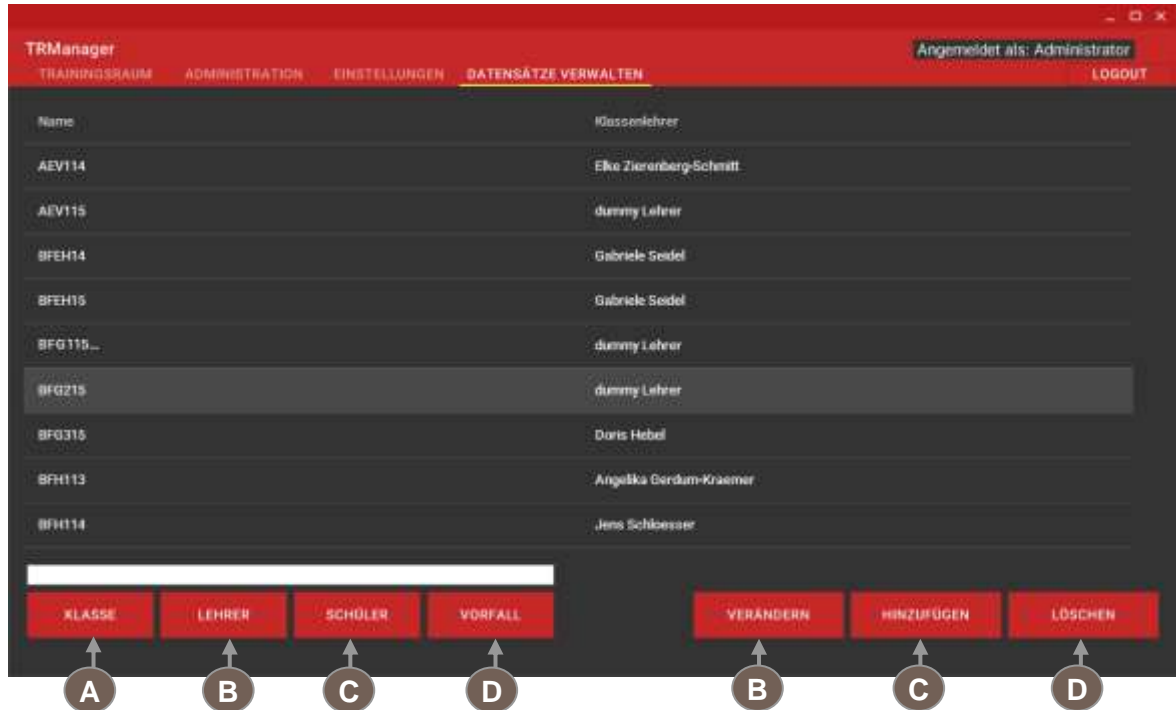 TRManager
Angemeldet als: Administrator
TRAININGSRAUM ADMINISTRATION EINSTELLUNGEN DATENSÄTZE VERWALTEN LOGOUT
Name Klassenlehrer
AEV114 Elke Zierenberg-Schmitt
AEV115 dummy Lehrer
BFEH14 Gabriele Seidel
BFEH15 Gabriele Seidel
BFG115... dummy Lehrer
BFG215 dummy Lehrer
BFG315 Doris Hebel
BFH113 Angelika Gerdum-Kraemer
BFH114 Jens Schloesser
KLASSE LEHRER SCHÜLER VORFALL VERÄNDERN HINZUFÜGEN LÖSCHEN
A B C D B C D